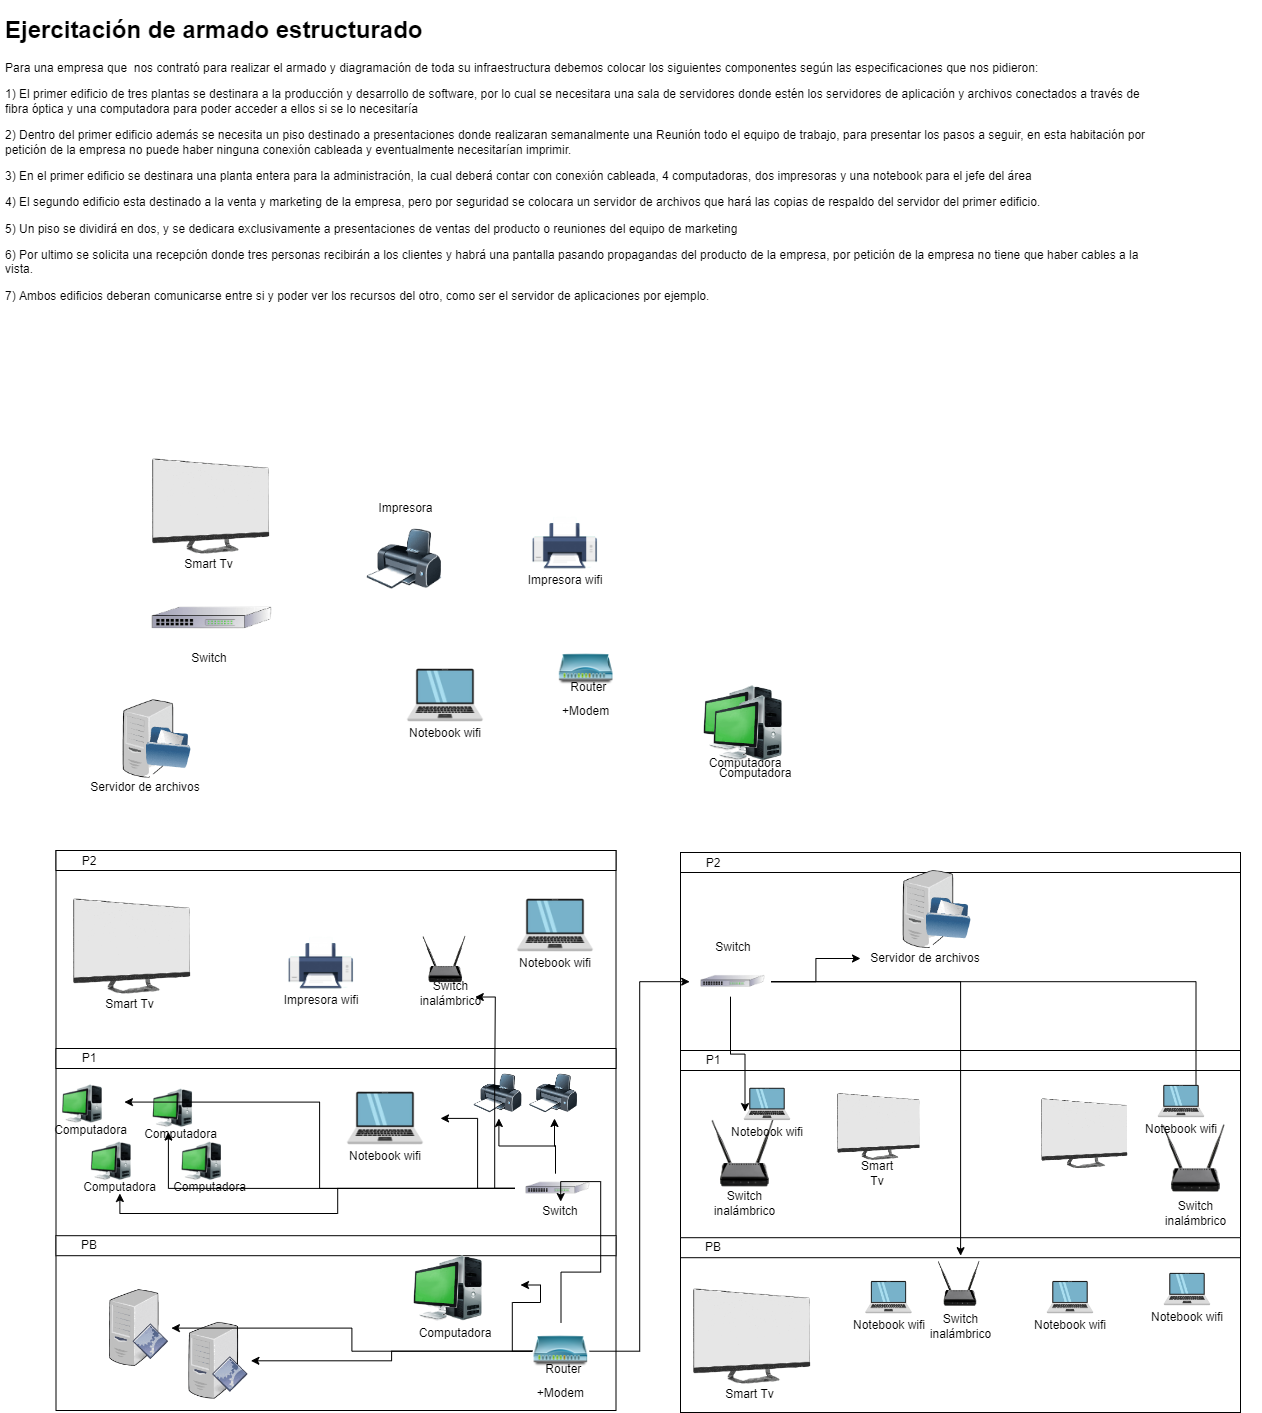 Ejercitación de armado estructurado
Para una empresa que  nos contrató para realizar el armado y diagramación de toda su infraestructura debemos colocar los siguientes componentes según las especificaciones que nos pidieron:
1) El primer edificio de tres plantas se destinara a la producción y desarrollo de software, por lo cual se necesitara una sala de servidores donde estén los servidores de aplicación y archivos conectados a través de
fibra óptica y una computadora para poder acceder a ellos si se lo necesitaría
2) Dentro del primer edificio además se necesita un piso destinado a presentaciones donde realizaran semanalmente una Reunión todo el equipo de trabajo, para presentar los pasos a seguir, en esta habitación por
petición de la empresa no puede haber ninguna conexión cableada y eventualmente necesitarían imprimir.
3) En el primer edificio se destinara una planta entera para la administración, la cual deberá contar con conexión cableada, 4 computadoras, dos impresoras y una notebook para el jefe del área
4) El segundo edificio esta destinado a la venta y marketing de la empresa, pero por seguridad se colocara un servidor de archivos que hará las copias de respaldo del servidor del primer edificio.
5) Un piso se dividirá en dos, y se dedicara exclusivamente a presentaciones de ventas del producto o reuniones del equipo de marketing
6) Por ultimo se solicita una recepción donde tres personas recibirán a los clientes y habrá una pantalla pasando propagandas del producto de la empresa, por petición de la empresa no tiene que haber cables a la
vista.
7) Ambos edificios deberan comunicarse entre si y poder ver los recursos del otro, como ser el servidor de aplicaciones por ejemplo.
Impresora
Smart Tv
Impresora wifi
Switch
Router
+Modem
Notebook wifi
Computadora
Computadora
Servidor de archivos
P2
Smart Tv
Impresora wifi
Switch
inalámbrico
Notebook wifi
P1
Computadora
Computadora
Computadora
Computadora
Notebook wifi
Switch
PB
Computadora
Router
+Modem
P2
Switch
Servidor de archivos
P1
Notebook wifi
Switch
inalámbrico
Smart
Tv
Notebook wifi
Switch
inalámbrico
PB
Smart Tv
Notebook wifi
Switch
inalámbrico
Notebook wifi
Notebook wifi